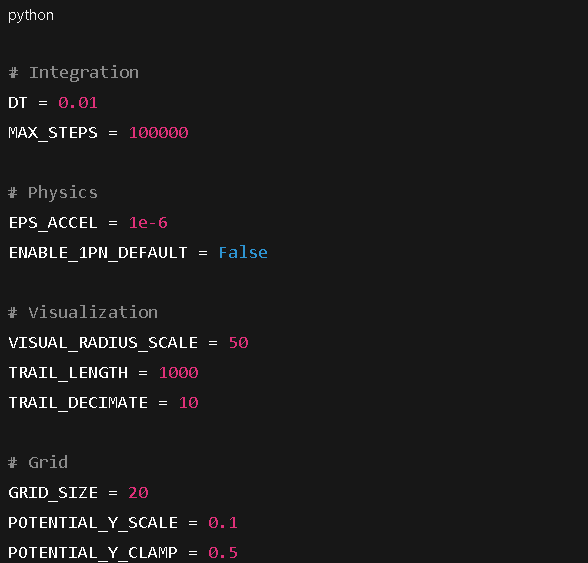 python
# Integration
DT = 0.01
MAX_STEPS = 100000
# Physics
EPS_ACCEL = 1e-6
ENABLE_1PN_DEFAULT = False
# Visualization
VISUAL_RADIUS_SCALE = 50
TRAIL_LENGTH = 1000
TRAIL_DECIMATE = 10
# Grid
GRID_SIZE = 20
POTENTIAL_Y_SCALE = 0.1
POTENTIAL_Y_CLAMP = 0.5